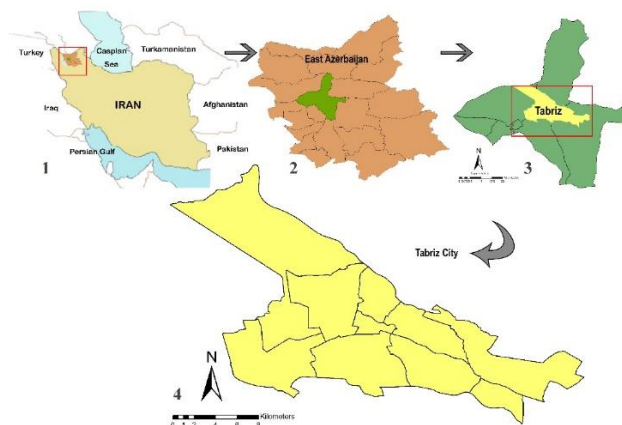 Turkey
Caspian
Sea
Turkamanistan
Iraq
IRAN
Afghanistan
Persian Gulf
Pakistan
1
East Azerbaijan
2
Tabriz
N
3
Tabriz City
N
4
Kilometers